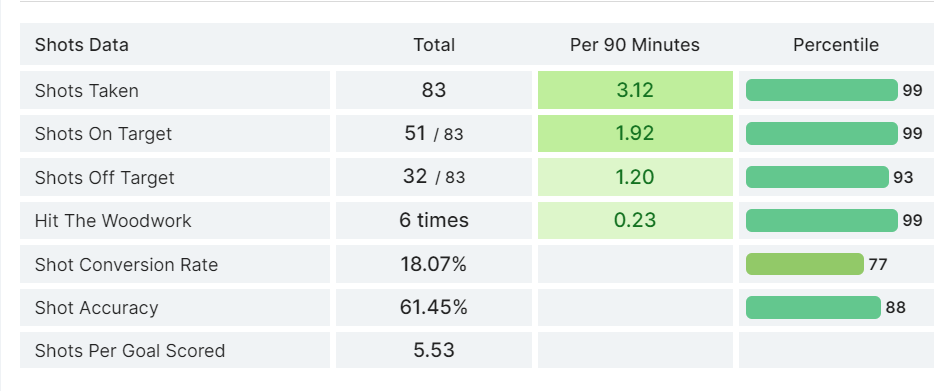 Shots Data Total Per 90 Minutes Percentile
Shots Taken 83 3.12 99
Shots On Target 51 / 83 1.92 99
Shots Off Target 32 / 83 1.20 93
Hit The Woodwork 6 times 0.23 99
Shot Conversion Rate 18.07% 77
Shot Accuracy 61.45% 88
Shots Per Goal Scored 5.53